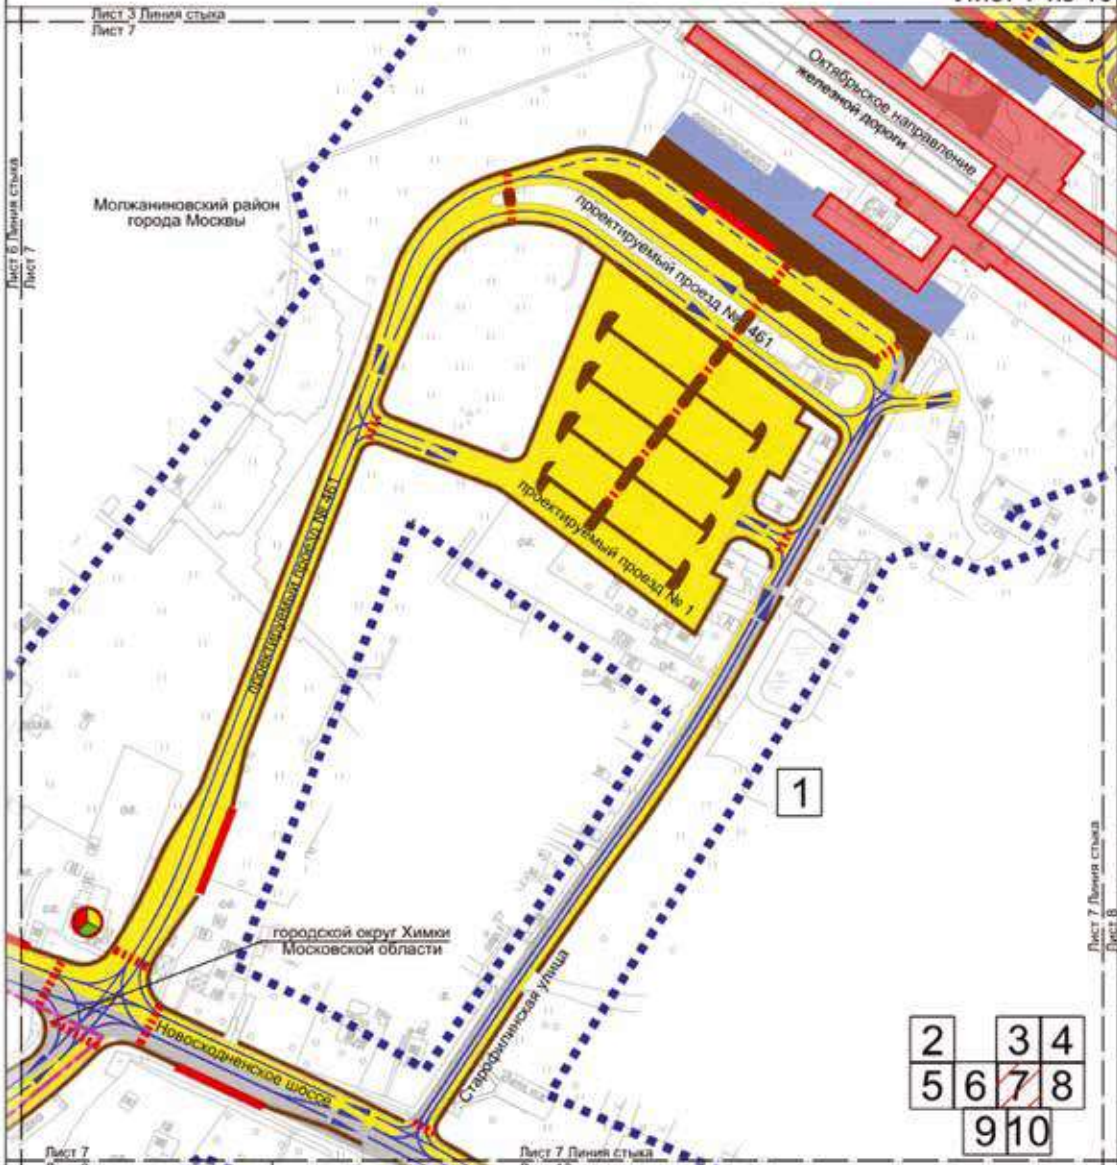 Лист 3 Линия стыка
Лист 7
Лист 6 Линия стыка
Лист 7
Молжаниновский район
города Москвы
Октябрьское направление
железной дороги
проектируемый проезд № 461
проектируемый проезд № 461
проектируемый проезд № 1
1
городской округ Химки
Московской области
Новосходненское шоссе
Старофилинская улица
Лист 7 Линия стыка
Лист 8
2 3 4
5 6 7 8
9 10
Лист 7
Лист 7 Линия стыка